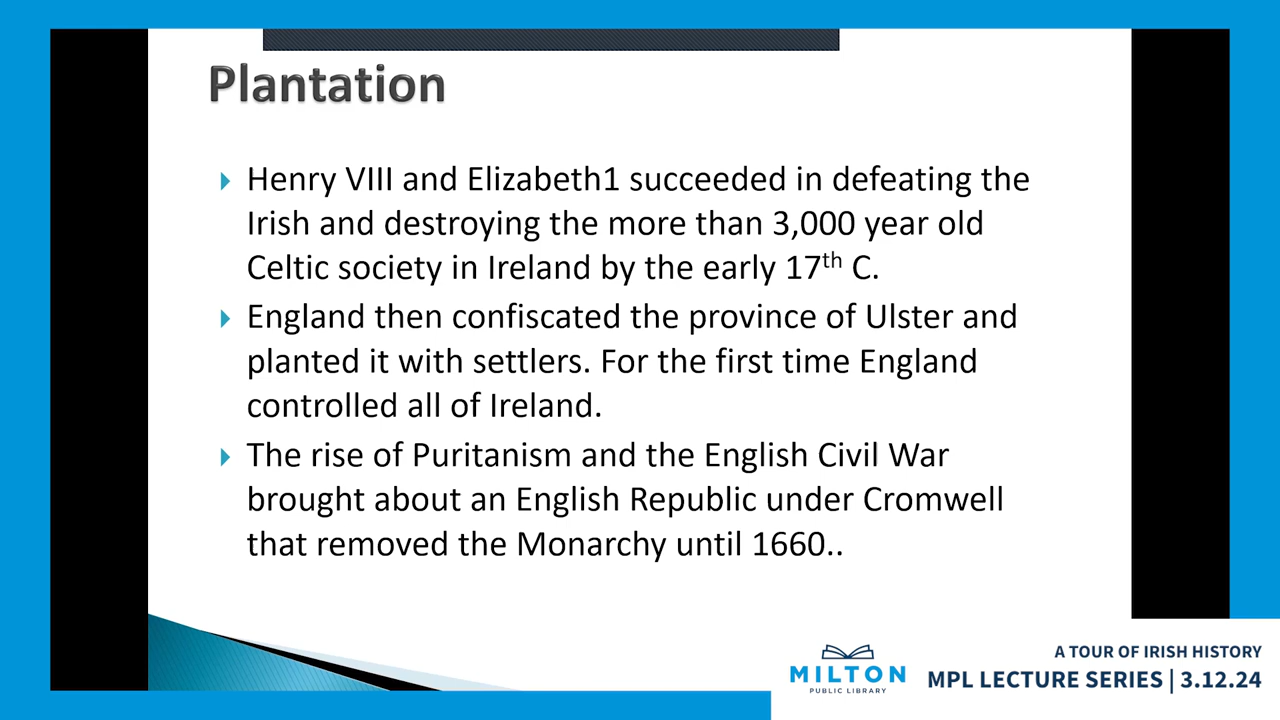 Plantation
Henry VIII and Elizabeth1 succeeded in defeating the
Irish and destroying the more than 3,000 year old
Celtic society in Ireland by the early 17th C.
England then confiscated the province of Ulster and
planted it with settlers. For the first time England
controlled all of Ireland.
The rise of Puritanism and the English Civil War
brought about an English Republic under Cromwell
that removed the Monarchy until 1660..
MILTON
PUBLIC LIBRARY
A TOUR OF IRISH HISTORY
MPL LECTURE SERIES | 3.12.24